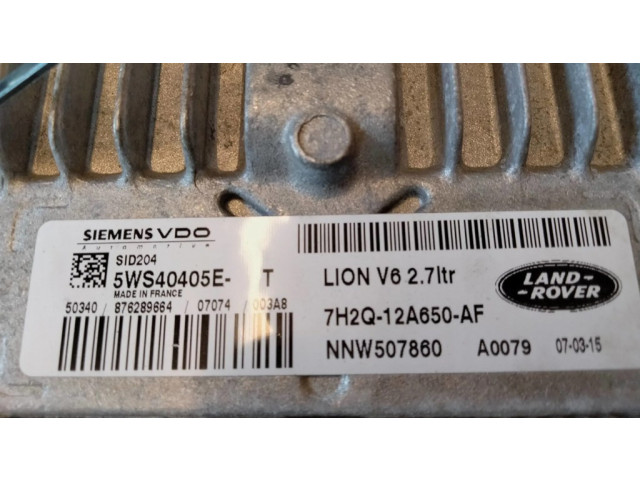 SIEMENS VDO
Automotive
SID204
5WS40405E- T
MADE IN FRANCE
50340 / 876289664 / 07074 / 003A8
LION V6 2.7ltr
7H2Q-12A650-AF
NNW507860 A0079 07-03-15
LAND-
-ROVER